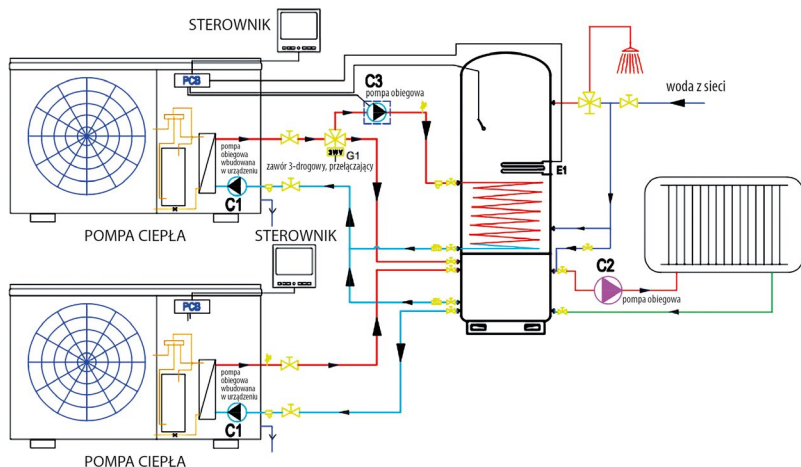 STEROWNIK
PCB
C3
pompa obiegowa
woda z sieci
G1
zawór 3-drogowy, przełączający
pompa
obiegowa
wbudowana
w urządzeniu
C1
E1
POMPA CIEPŁA
STEROWNIK
C2
pompa obiegowa
PCB
pompa
obiegowa
wbudowana
w urządzeniu
C1
POMPA CIEPŁA